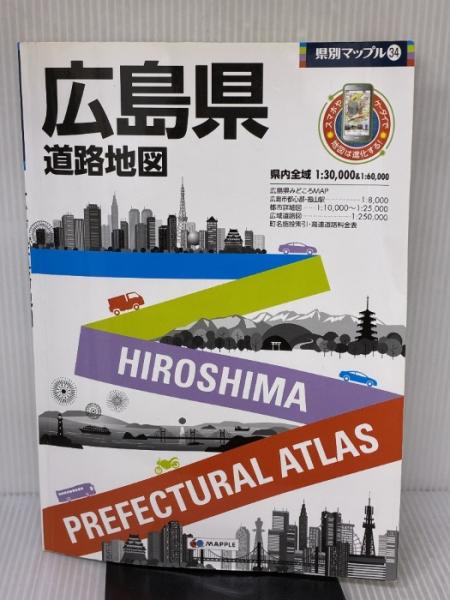 県別マップル34
広島県
道路地図
スマホやケータイで
地図は進化する!
県内全域 1:30,000&1:60,000
広島県みどころMAP
広島市都心部・福山駅 1:8,000
都市詳細図 1:10,000〜1:25,000
広域道路図 1:250,000
町名施設索引・高速道路料金表
HIROSHIMA
PREFECTURAL ATLAS
MAPPLE